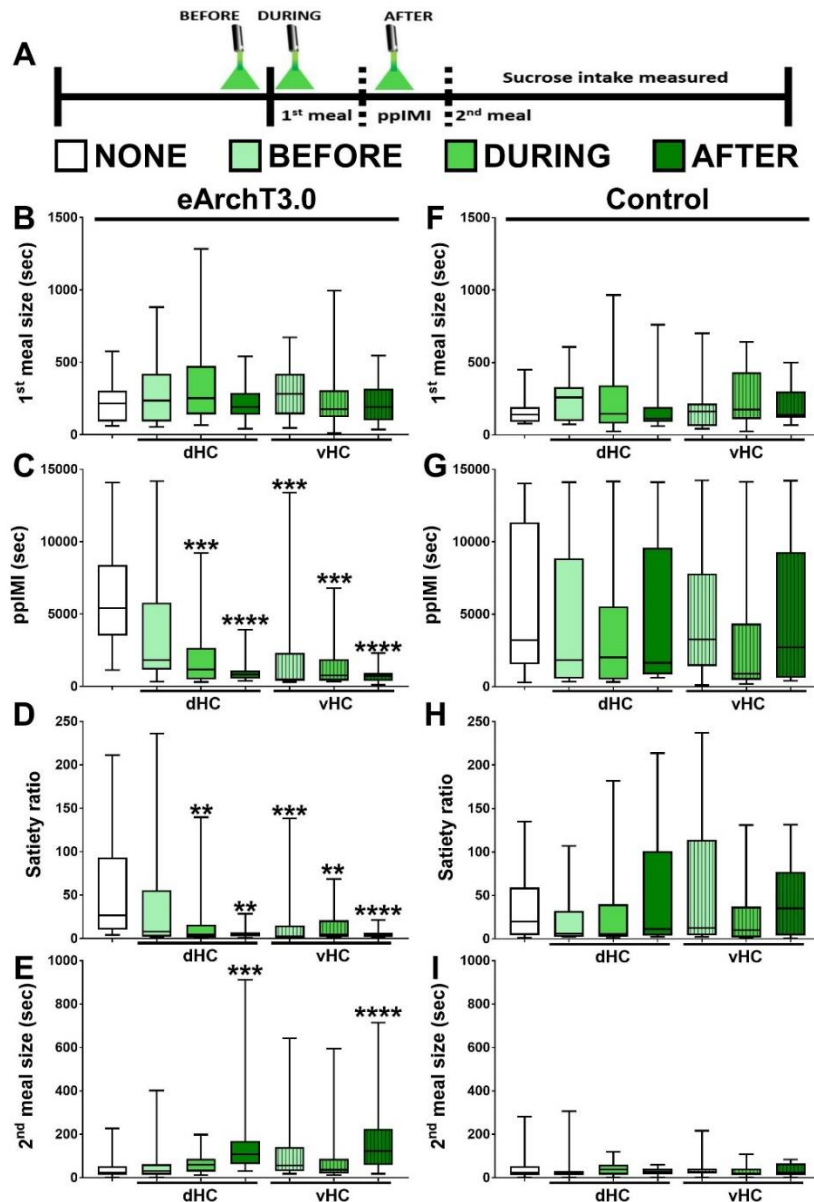 BEFORE DURING AFTER
A
Sucrose intake measured
1st meal ppIMI 2nd meal
NONE BEFORE DURING AFTER
eArchT3.0
B
1st meal size (sec)
1500
1000
500
0
dHC vHC
Control
F
1st meal size (sec)
1500
1000
500
0
dHC vHC
C
ppIMI (sec)
15000
10000
5000
0
*** **** *** *** ****
dHC vHC
G
ppIMI (sec)
15000
10000
5000
0
dHC vHC
D
Satiety ratio
250
200
150
100
50
0
** ** *** ** ****
dHC vHC
H
Satiety ratio
250
200
150
100
50
0
dHC vHC
E
2nd meal size (sec)
1000
800
600
400
200
0
*** ****
dHC vHC
I
2nd meal size (sec)
1000
800
600
400
200
0
dHC vHC